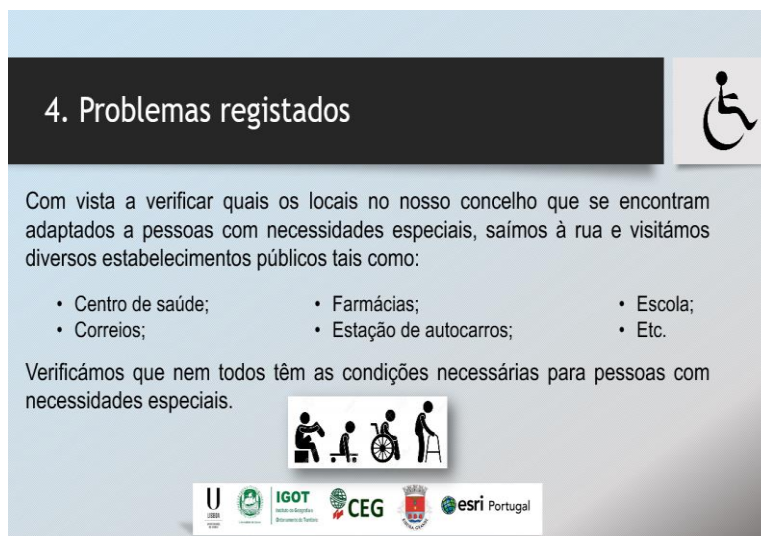 4. Problemas registados
Com vista a verificar quais os locais no nosso concelho que se encontram
adaptados a pessoas com necessidades especiais, saímos à rua e visitámos
diversos estabelecimentos públicos tais como:
• Centro de saúde;
• Correios;
• Farmácias;
• Estação de autocarros;
• Escola;
• Etc.
Verificámos que nem todos têm as condições necessárias para pessoas com
necessidades especiais.
U
LISBOA
IGOT
CEG
esri Portugal